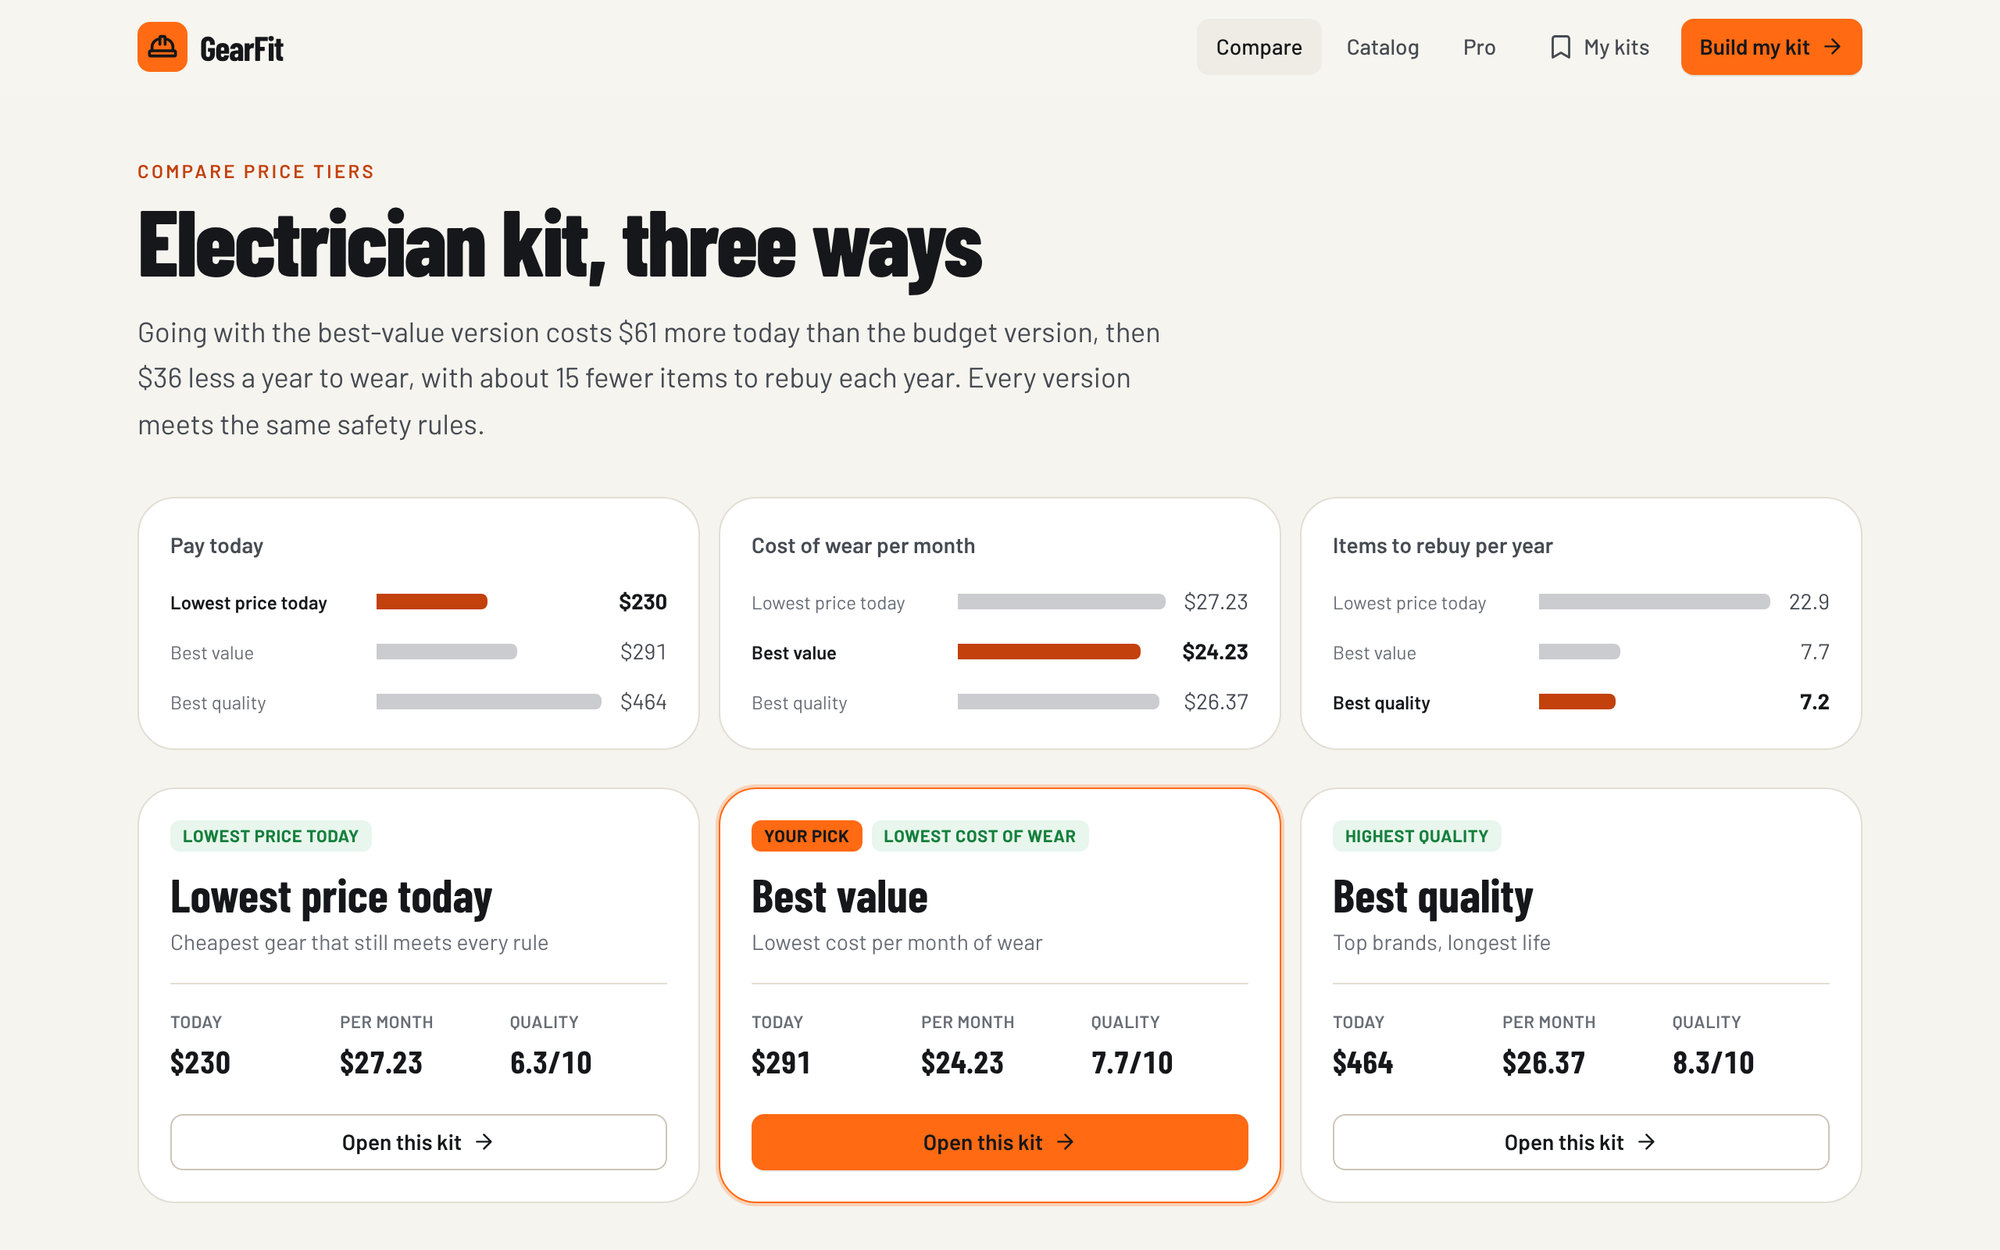 GearFit
Compare
Catalog
Pro
My kits
Build my kit →
COMPARE PRICE TIERS
Electrician kit, three ways
Going with the best-value version costs $61 more today than the budget version, then
$36 less a year to wear, with about 15 fewer items to rebuy each year. Every version
meets the same safety rules.
Pay today
Lowest price today $230
Best value $291
Best quality $464
Cost of wear per month
Lowest price today $27.23
Best value $24.23
Best quality $26.37
Items to rebuy per year
Lowest price today 22.9
Best value 7.7
Best quality 7.2
LOWEST PRICE TODAY
Lowest price today
Cheapest gear that still meets every rule
TODAY PER MONTH QUALITY
$230 $27.23 6.3/10
Open this kit →
YOUR PICK LOWEST COST OF WEAR
Best value
Lowest cost per month of wear
TODAY PER MONTH QUALITY
$291 $24.23 7.7/10
Open this kit →
HIGHEST QUALITY
Best quality
Top brands, longest life
TODAY PER MONTH QUALITY
$464 $26.37 8.3/10
Open this kit →